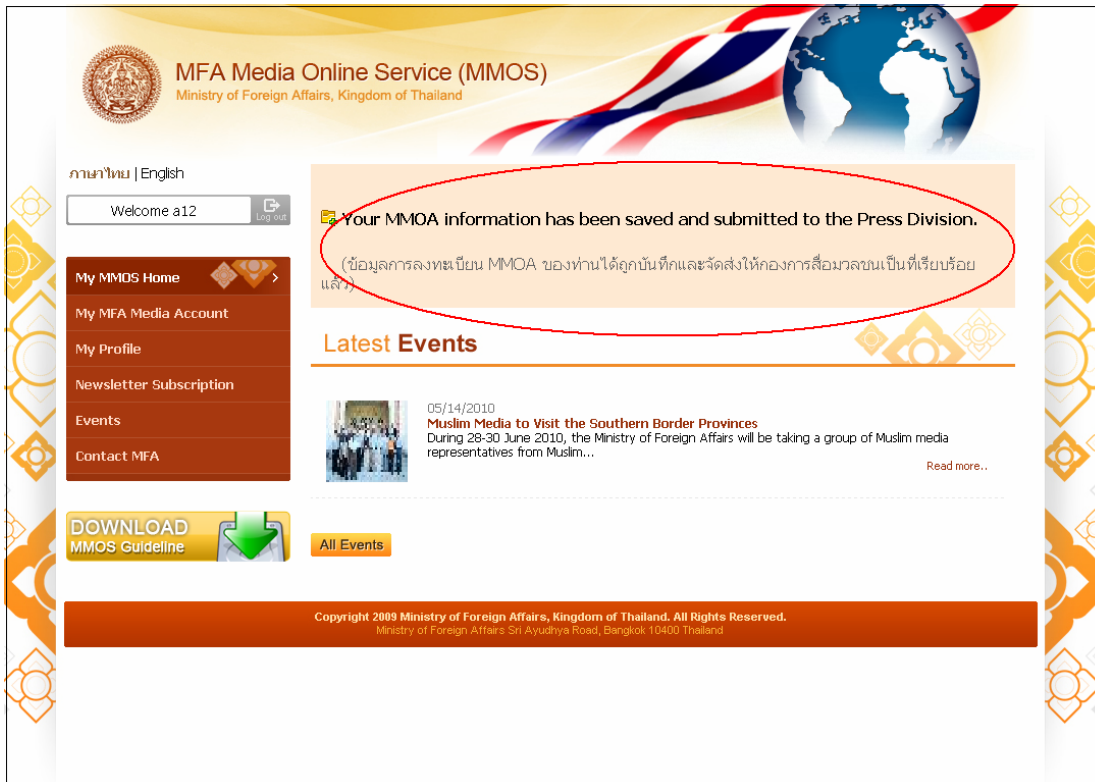 MFA Media Online Service (MMOS)
Ministry of Foreign Affairs, Kingdom of Thailand
ภาษาไทย | English
Welcome a12
Log out
My MMOS Home
My MFA Media Account
My Profile
Newsletter Subscription
Events
Contact MFA
DOWNLOAD
MMOS Guideline
Your MMOA information has been saved and submitted to the Press Division.
(ข้อมูลการลงทะเบียน MMOA ของท่านได้ถูกบันทึกและจัดส่งให้กองการสื่อมวลชนเป็นที่เรียบร้อย
แล้ว)
Latest Events
05/14/2010
Muslim Media to Visit the Southern Border Provinces
During 28-30 June 2010, the Ministry of Foreign Affairs will be taking a group of Muslim media
representatives from Muslim...
Read more..
All Events
Copyright 2009 Ministry of Foreign Affairs, Kingdom of Thailand. All Rights Reserved.
Ministry of Foreign Affairs Sri Ayudhya Road, Bangkok 10400 Thailand